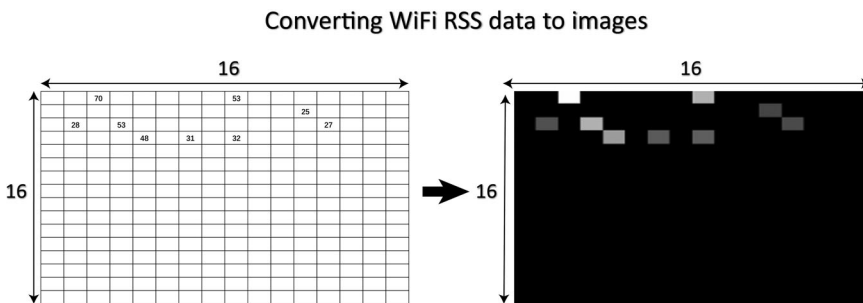 Converting WiFi RSS data to images
16 16
70 53
25
28 53 27
48 31 32
16 16